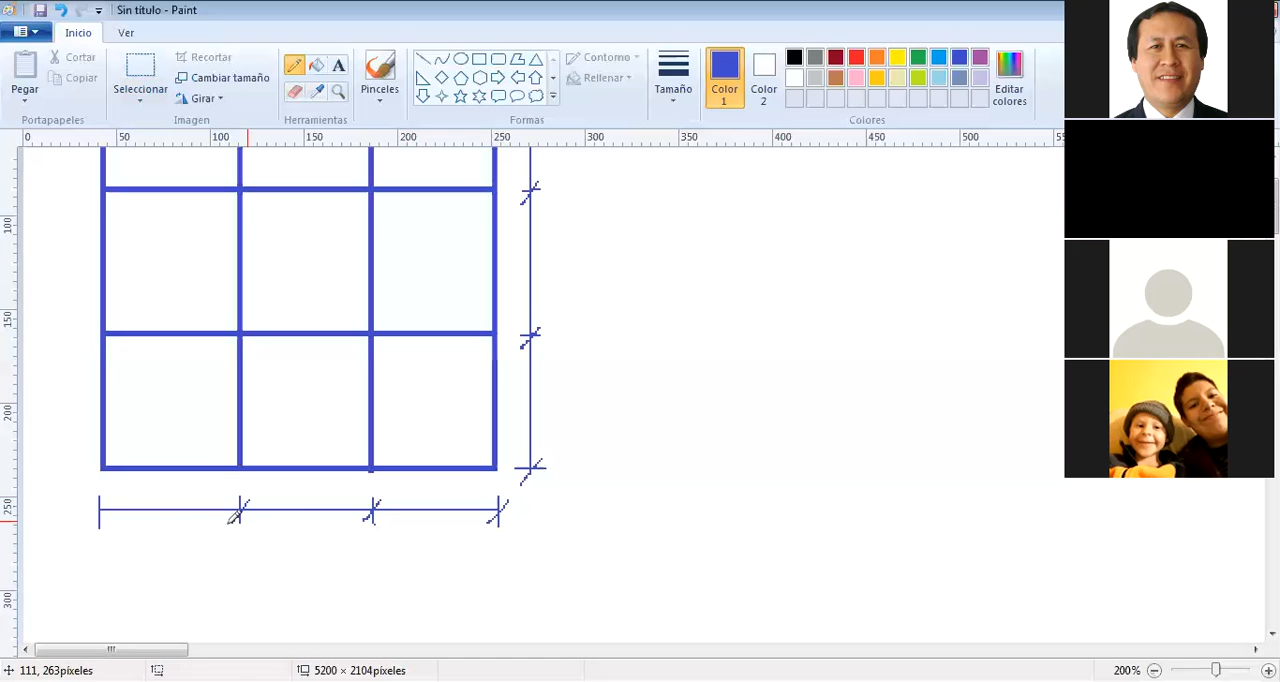 Sin título - Paint
Inicio
Ver
Pegar
Cortar
Copiar
Portapapeles
Seleccionar
Recortar
Cambiar tamaño
Girar
Imagen
A
Herramientas
Pinceles
Contorno
Rellenar
Formas
Tamaño
Color 1
Color 2
Editar colores
Colores
0 50 100 150 200 250 300 350 400 450 500
100
150
200
250
300
111, 263píxeles
5200 × 2104píxeles
200%